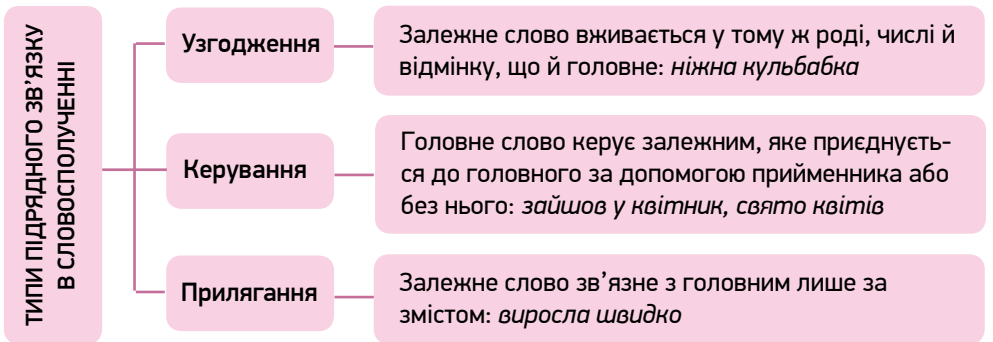 ТИПИ ПІДРЯДНОГО ЗВ’ЯЗКУ
В СЛОВОСПОЛУЧЕННІ
Узгодження
Залежне слово вживається у тому ж роді, числі й
відмінку, що й головне: ніжна кульбабка
Керування
Головне слово керує залежним, яке приєднуєть-
ся до головного за допомогою прийменника або
без нього: зайшов у квітник, свято квітів
Прилягання
Залежне слово зв’язне з головним лише за
змістом: виросла швидко